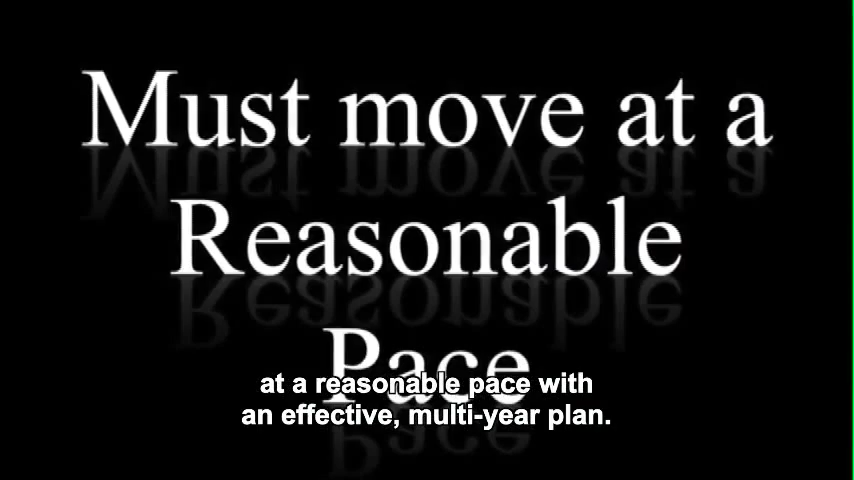 Must move at a
Reasonable
Pace
at a reasonable pace with
an effective, multi-year plan.